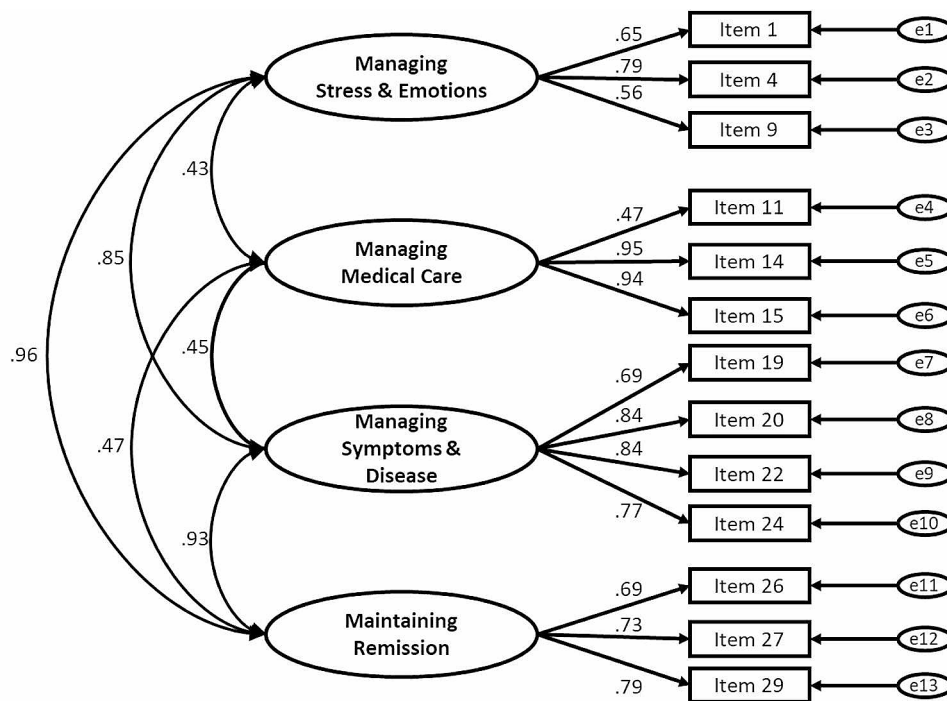 .65
Item 1
e1
Managing
Stress & Emotions
.79
Item 4
e2
.56
Item 9
e3
.43
.47
Item 11
e4
Managing
Medical Care
.95
Item 14
e5
.85
.94
Item 15
e6
.45
.96
.69
Item 19
e7
.47
Managing
Symptoms &
Disease
.84
Item 20
e8
.84
Item 22
e9
.77
Item 24
e10
.93
.69
Item 26
e11
Maintaining
Remission
.73
Item 27
e12
.79
Item 29
e13